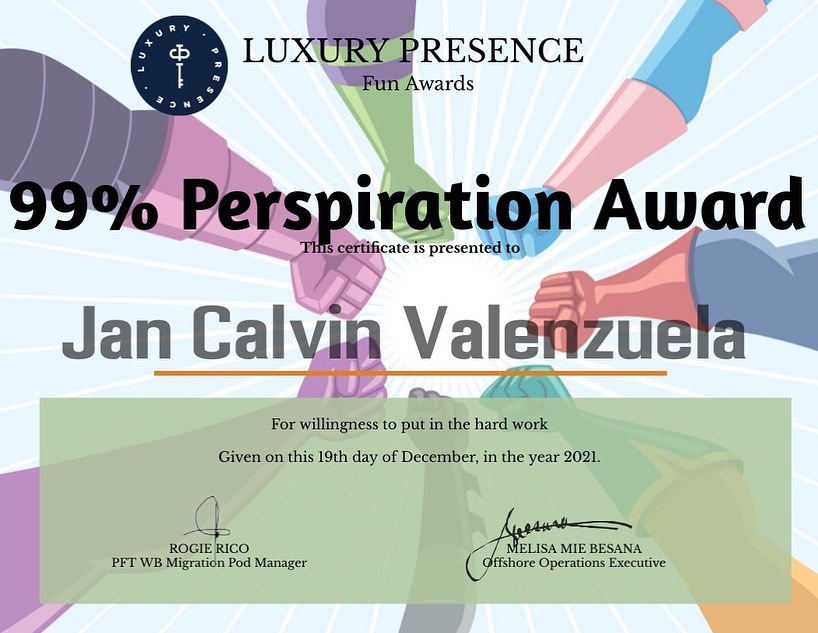 LUXURY · PRESENCE ·
LUXURY PRESENCE
Fun Awards
99% Perspiration Award
This certificate is presented to
Jan Calvin Valenzuela
For willingness to put in the hard work
Given on this 19th day of December, in the year 2021.
ROGIE RICO
PFT WB Migration Pod Manager
MELISA MIE BESANA
Offshore Operations Executive